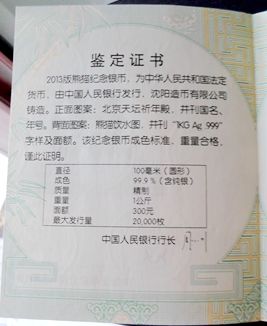 鉴定证书
2013版熊猫纪念银币，为中华人民共和国法定
货币，由中国人民银行发行，沈阳造币有限公司
铸造。正面图案：北京天坛祈年殿，并刊国名、
年号。背面图案：熊猫饮水图，并刊“1KG Ag .999”
字样及面额。该纪念银币成色标准，重量合格，
谨此证明。
直径 100毫米（圆形）
成色 99.9％（含纯银）
质量 精制
重量 1公斤
面额 300元
最大发行量 20,000枚
中国人民银行行长